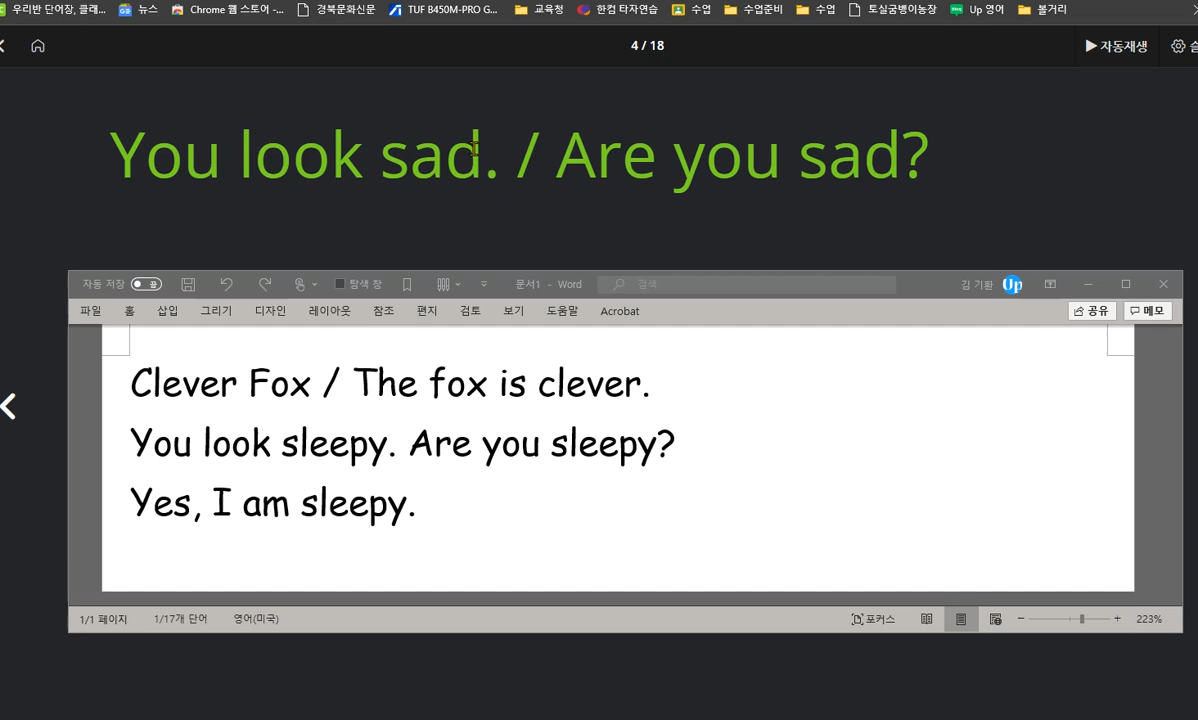 우리반 단어장, 클래... 뉴스 Chrome 웹 스토어 -... 경북문화신문 TUF B450M-PRO G... 교육청 한컴 타자연습 수업 수업준비 수업 토실굼벵이농장 Up 영어 볼거리
4 / 18 ▶ 자동재생
You look sad. / Are you sad?
자동 저장 끔 탐색 창 문서1 - Word 검색 김 기환 Up
파일 홈 삽입 그리기 디자인 레이아웃 참조 편지 검토 보기 도움말 Acrobat 공유 메모
Clever Fox / The fox is clever.
You look sleepy. Are you sleepy?
Yes, I am sleepy.
1/1 페이지 1/17개 단어 영어(미국) 포커스 − + 223%